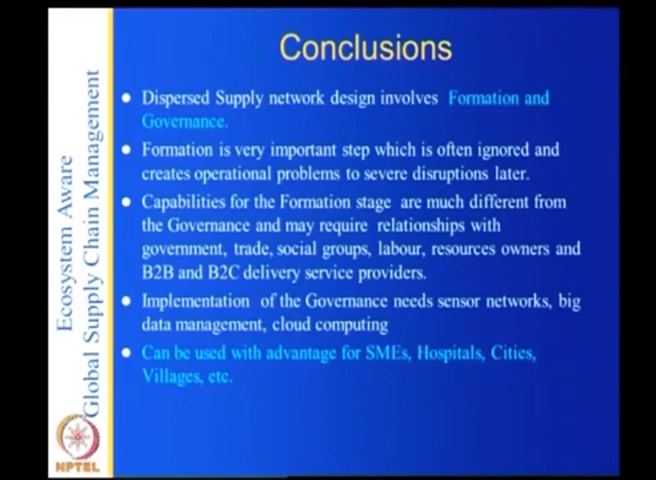 Conclusions
Dispersed Supply network design involves Formation and
Governance.
Formation is very important step which is often ignored and
creates operational problems to severe disruptions later.
Capabilities for the Formation stage are much different from
the Governance and may require relationships with
government, trade, social groups, labour, resources owners and
B2B and B2C delivery service providers.
Implementation of the Governance needs sensor networks, big
data management, cloud computing
Can be used with advantage for SMEs, Hospitals, Cities,
Villages, etc.
Ecosystem Aware
Global Supply Chain Management
NPTEL